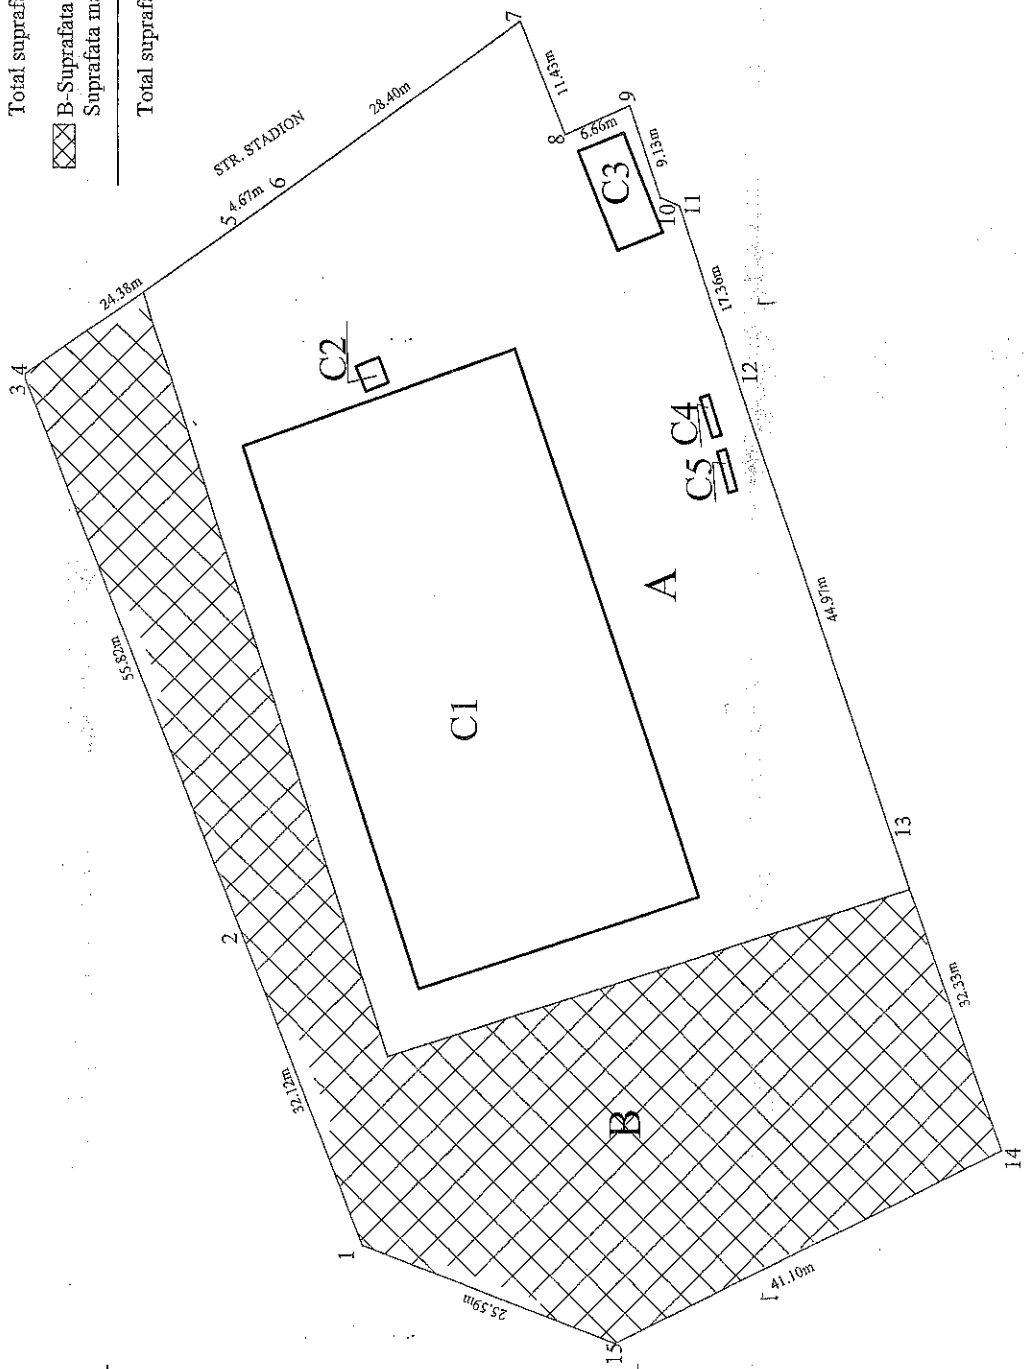 Total suprafa
B-Suprafata
Suprafata ma
Total supraf
STR. STADION
1
2
3
4
5
6
7
8
9
10
11
12
13
14
15
32.12m
55.82m
24.38m
4.67m
28.40m
11.43m
6.66m
9.13m
17.36m
44.97m
32.33m
41.10m
25.59m
C1
C2
C3
C4
C5
A
B